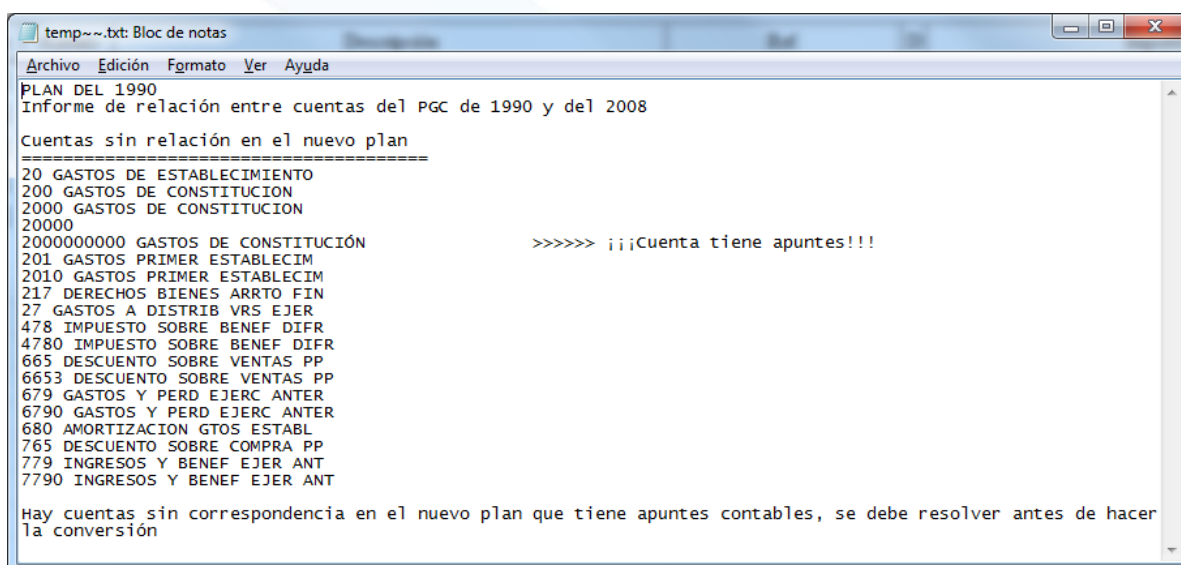 temp~~.txt: Bloc de notas
Archivo Edición Formato Ver Ayuda
PLAN DEL 1990
Informe de relación entre cuentas del PGC de 1990 y del 2008
Cuentas sin relación en el nuevo plan
=======================================
20 GASTOS DE ESTABLECIMIENTO
200 GASTOS DE CONSTITUCION
2000 GASTOS DE CONSTITUCION
20000
2000000000 GASTOS DE CONSTITUCIÓN >>>>>> ¡¡¡Cuenta tiene apuntes!!!
201 GASTOS PRIMER ESTABLECIM
2010 GASTOS PRIMER ESTABLECIM
217 DERECHOS BIENES ARRTO FIN
27 GASTOS A DISTRIB VRS EJER
478 IMPUESTO SOBRE BENEF DIFR
4780 IMPUESTO SOBRE BENEF DIFR
665 DESCUENTO SOBRE VENTAS PP
6653 DESCUENTO SOBRE VENTAS PP
679 GASTOS Y PERD EJERC ANTER
6790 GASTOS Y PERD EJERC ANTER
680 AMORTIZACION GTOS ESTABL
765 DESCUENTO SOBRE COMPRA PP
779 INGRESOS Y BENEF EJER ANT
7790 INGRESOS Y BENEF EJER ANT
Hay cuentas sin correspondencia en el nuevo plan que tiene apuntes contables, se debe resolver antes de hacer
la conversión